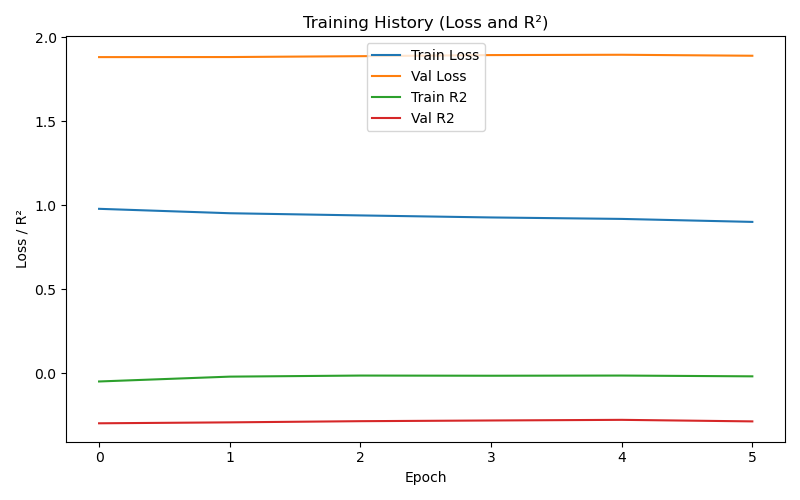 Training History (Loss and R²)
Loss / R²
2.0
1.5
1.0
0.5
0.0
Train Loss
Val Loss
Train R2
Val R2
0 1 2 3 4 5
Epoch